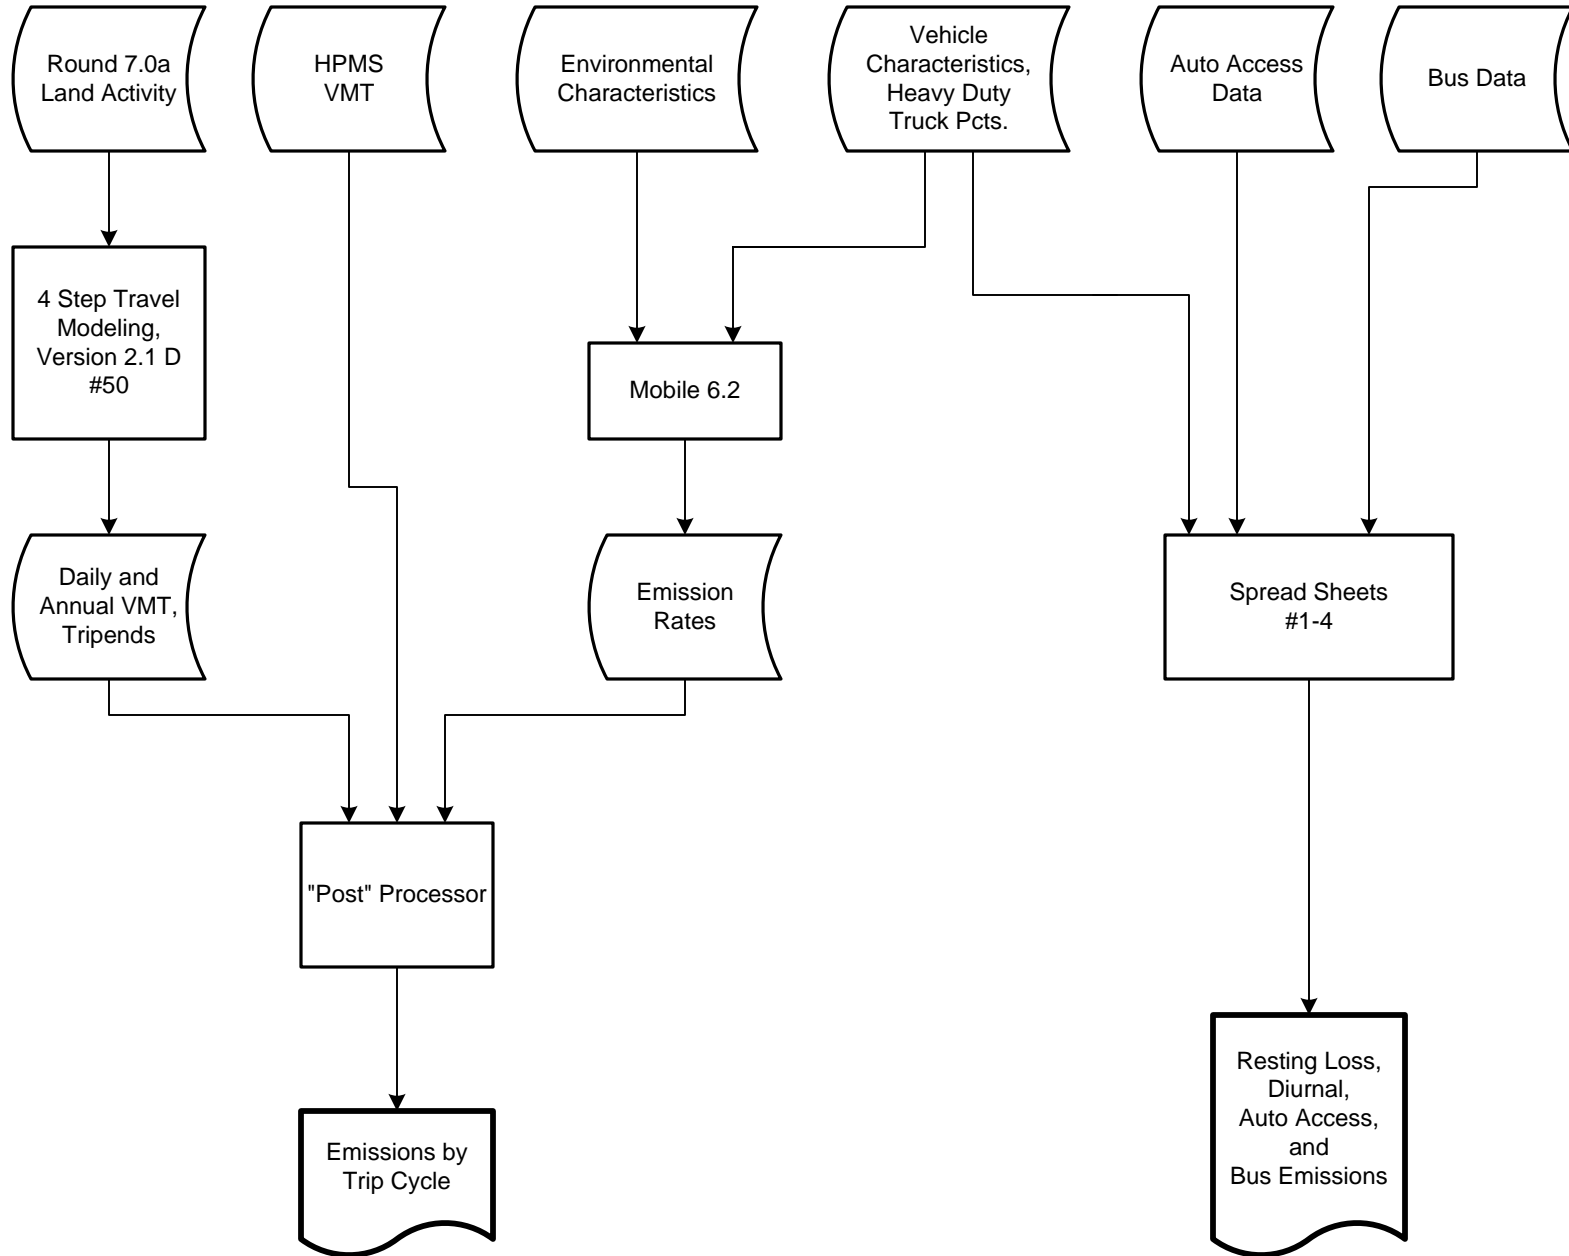 Round 7.0a
Land Activity
HPMS
VMT
Environmental
Characteristics
Vehicle
Characteristics,
Heavy Duty
Truck Pcts.
Auto Access
Data
Bus Data
4 Step Travel
Modeling,
Version 2.1 D
#50
Mobile 6.2
Daily and
Annual VMT,
Tripends
Emission
Rates
Spread Sheets
#1-4
"Post" Processor
Emissions by
Trip Cycle
Resting Loss,
Diurnal,
Auto Access,
and
Bus Emissions